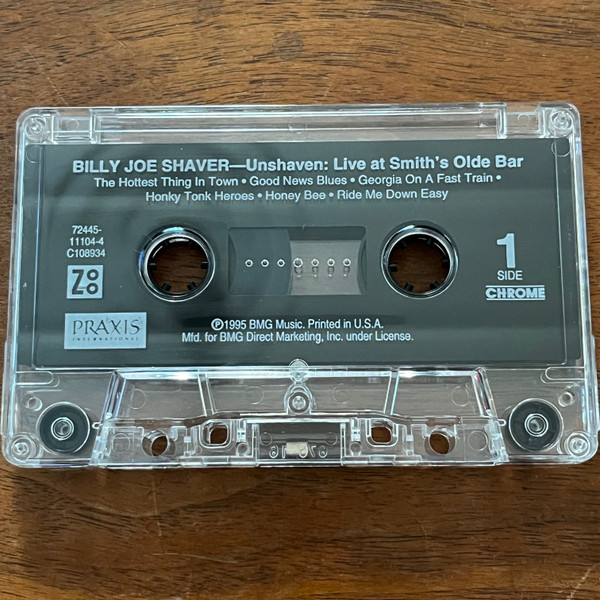 BILLY JOE SHAVER—Unshaven: Live at Smith's Olde Bar
The Hottest Thing In Town • Good News Blues • Georgia On A Fast Train •
Honky Tonk Heroes • Honey Bee • Ride Me Down Easy
72445-
11104-4
C108934
ZOO
PRAXIS
INTERNATIONAL
1
SIDE
CHROME
℗1995 BMG Music. Printed in U.S.A.
Mfd. for BMG Direct Marketing, Inc. under License.